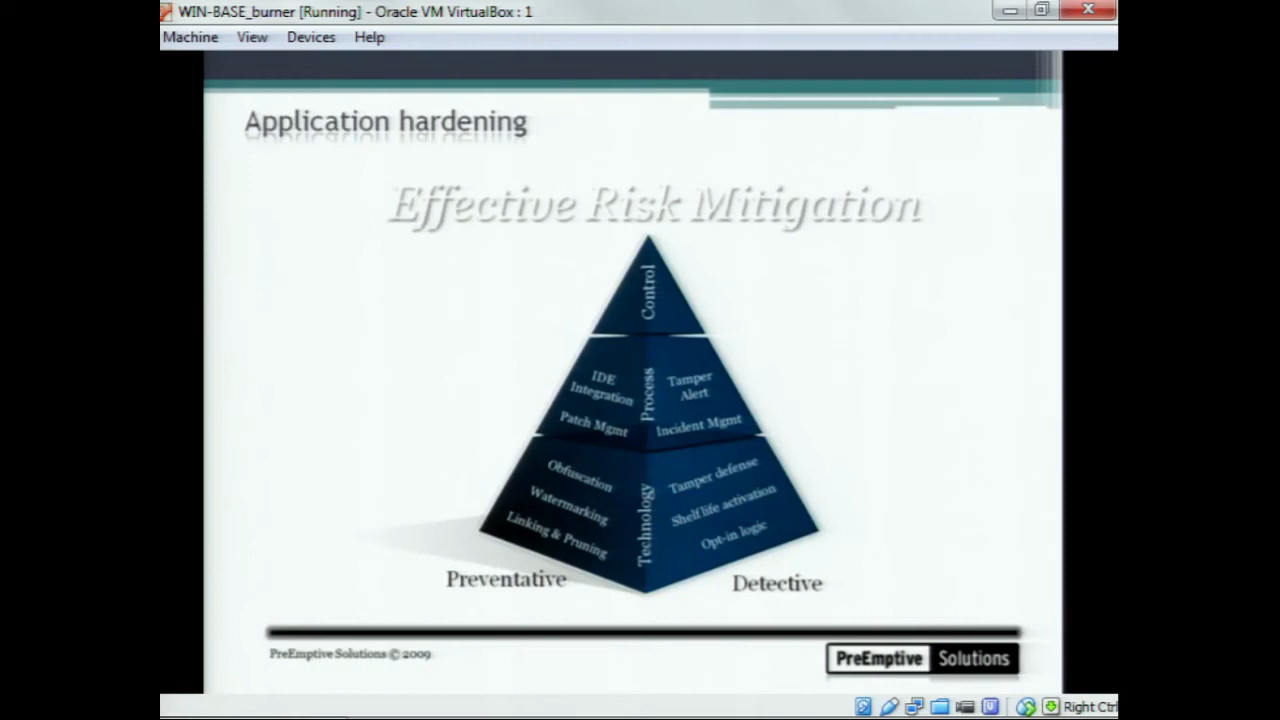 WIN-BASE_burner [Running] - Oracle VM VirtualBox : 1
Machine View Devices Help
Application hardening
Effective Risk Mitigation
Control
IDE
Integration
Patch Mgmt
Process
Tamper
Alert
Incident Mgmt
Obfuscation
Watermarking
Linking & Pruning
Technology
Tamper defense
Shelf life activation
Opt-in logic
Preventative
Detective
PreEmptive Solutions © 2009
PreEmptive Solutions
Right Ctrl